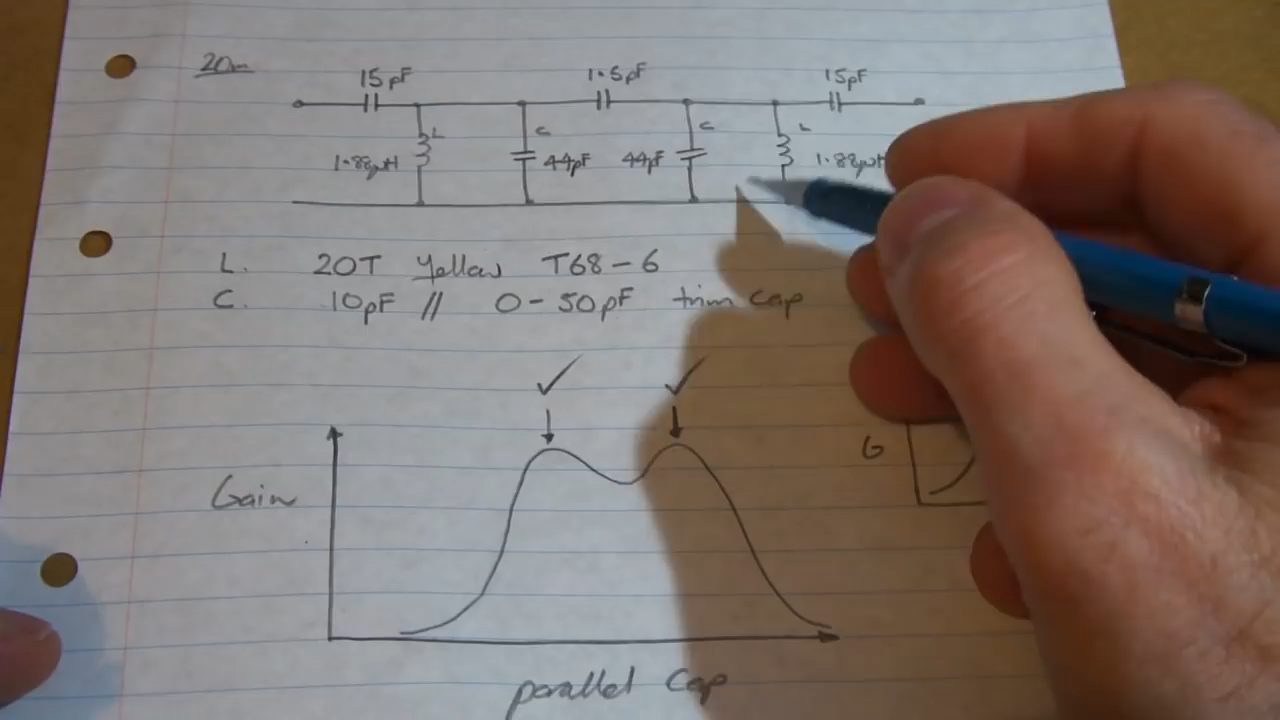 20m
15pF 1.5pF 15pF
L C C L
1.88µH 44pF 44pF 1.88µH
L. 20T Yellow T68-6
C. 10pF // 0-50pF trim cap
Gain
G
parallel Cap